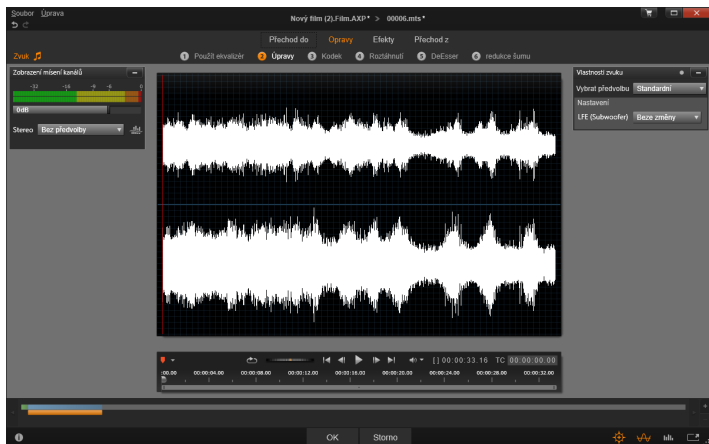 Soubor Úprava
Nový film (2).Film.AXP* > 00006.mts*
Přechod do Opravy Efekty Přechod z
Zvuk
1 Použít ekvalizér 2 Úpravy 3 Kodek 4 Roztáhnutí 5 DeEsser 6 redukce šumu
Zobrazení mísení kanálů
-32 -16 -9 -6 0
0dB
Stereo Bez předvolby
Vlastnosti zvuku
Vybrat předvolbu Standardní
Nastavení
LFE (Subwoofer) Beze změny
[] 00:00:33.16 TC 00:00:00.00
:00.00 00:00:04.00 00:00:08.00 00:00:12.00 00:00:16.00 00:00:20.00 00:00:24.00 00:00:28.00 00:00:32.00
OK Storno